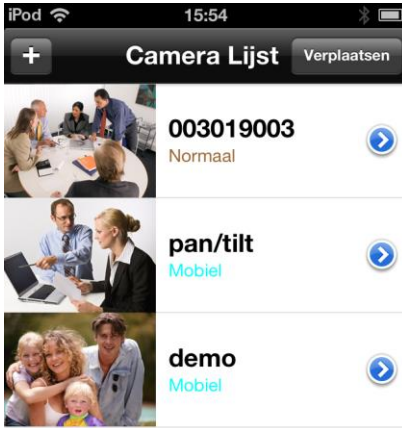 iPod 15:54
+ Camera Lijst Verplaatsen
003019003
Normaal
pan/tilt
Mobiel
demo
Mobiel